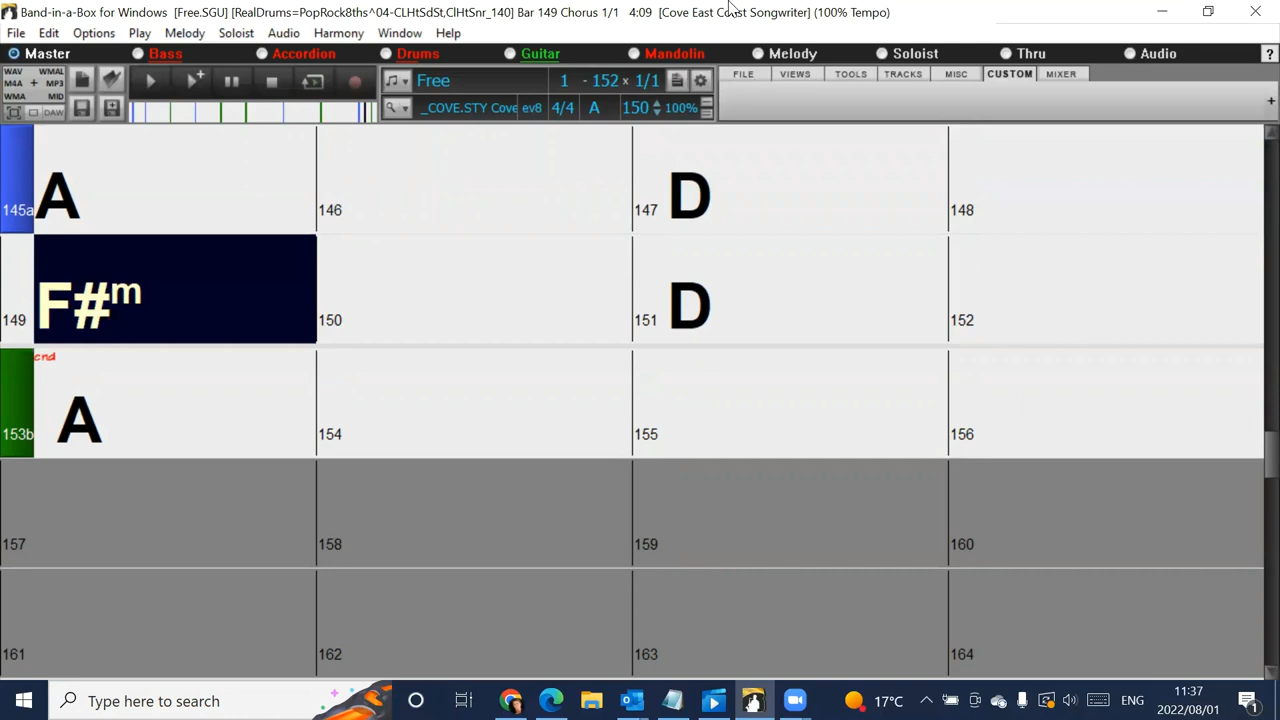 Band-in-a-Box for Windows [Free.SGU] [RealDrums=PopRock8ths^04-CLHtSdSt,ClHtSnr_140] Bar 149 Chorus 1/1 4:09 [Cove East Coast Songwriter] (100% Tempo)
File Edit Options Play Melody Soloist Audio Harmony Window Help
Master Bass Accordion Drums Guitar Mandolin Melody Soloist Thru Audio ?
WAV WMAL
M4A + MP3
WMA MID
DAW
Free 1 - 152 x 1/1
_COVE.STY Cove ev8 4/4 A 150 100%
FILE VIEWS TOOLS TRACKS MISC CUSTOM MIXER
+
145a A 146 147 D 148
149 F#m 150 151 D 152
end
153b A 154 155 156
157 158 159 160
161 162 163 164
Type here to search
17°C ENG 11:37
2022/08/01
1